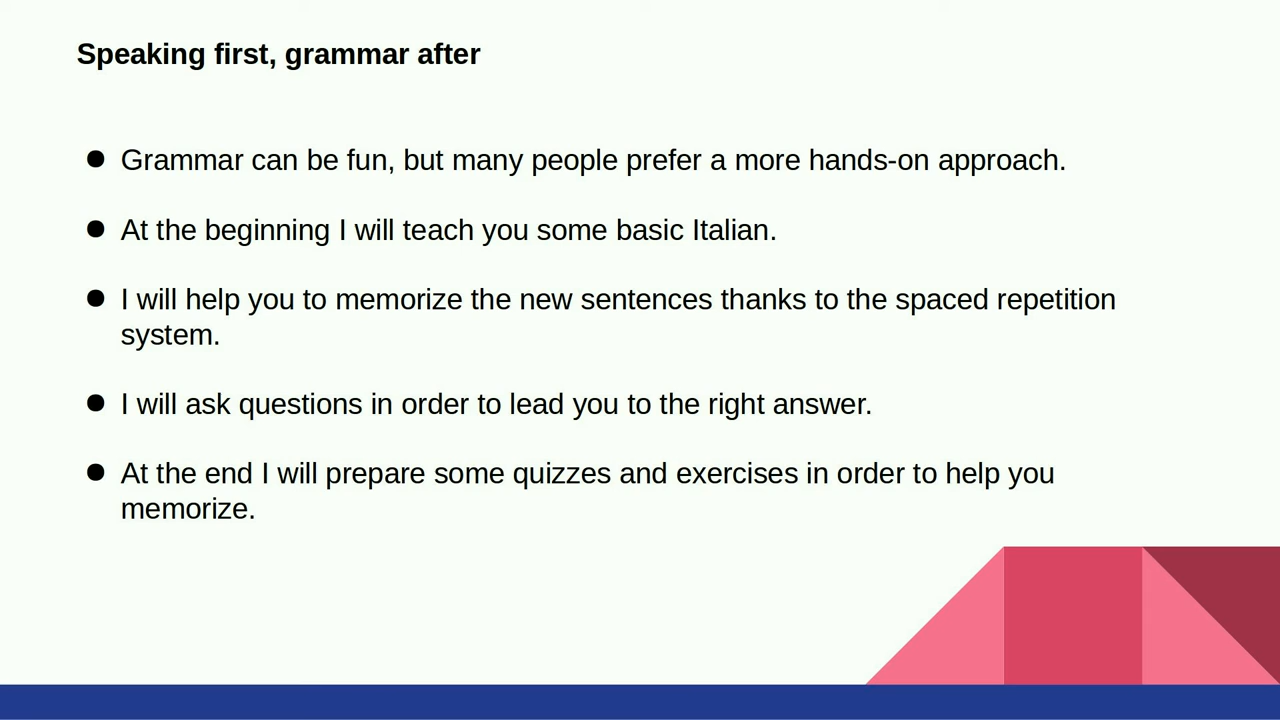 Speaking first, grammar after
● Grammar can be fun, but many people prefer a more hands-on approach.
● At the beginning I will teach you some basic Italian.
● I will help you to memorize the new sentences thanks to the spaced repetition
system.
● I will ask questions in order to lead you to the right answer.
● At the end I will prepare some quizzes and exercises in order to help you
memorize.